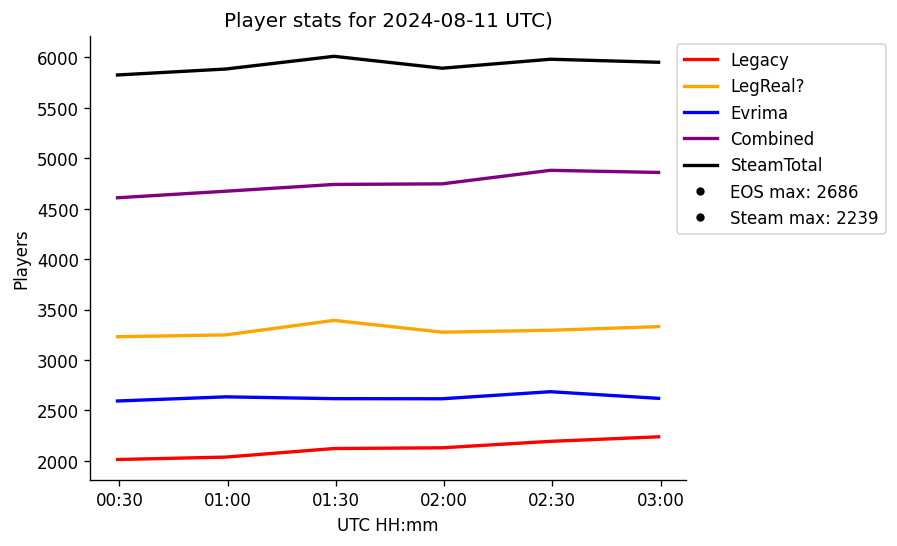 Player stats for 2024-08-11 UTC)
Legacy
LegReal?
Evrima
Combined
SteamTotal
EOS max: 2686
Steam max: 2239
Players
6000
5500
5000
4500
4000
3500
3000
2500
2000
00:30 01:00 01:30 02:00 02:30 03:00
UTC HH:mm